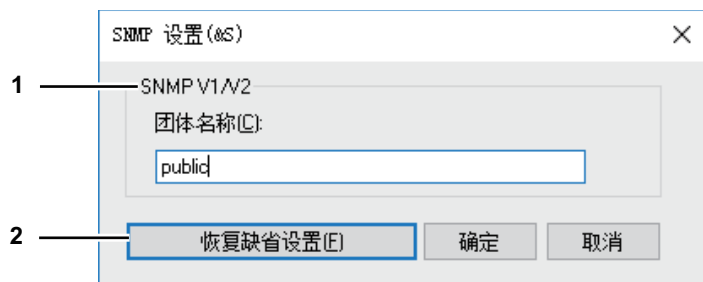 SNMP 设置(&S)
1
SNMP V1/V2
团体名称(C):
public
2
恢复缺省设置(F)
确定
取消